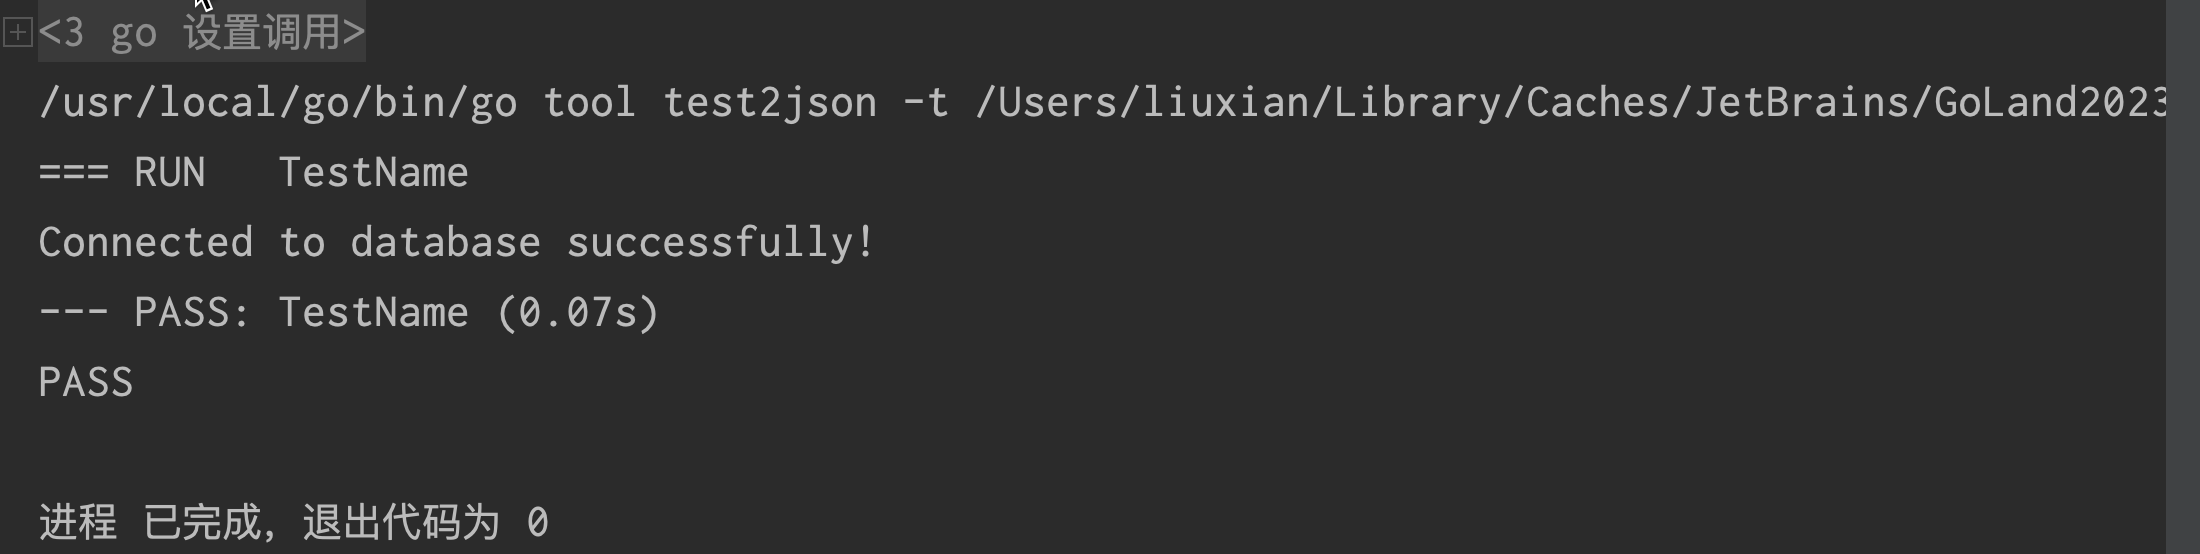 <3 go 设置调用>
/usr/local/go/bin/go tool test2json -t /Users/liuxian/Library/Caches/JetBrains/GoLand2023
=== RUN   TestName
Connected to database successfully!
--- PASS: TestName (0.07s)
PASS
进程 已完成, 退出代码为 0